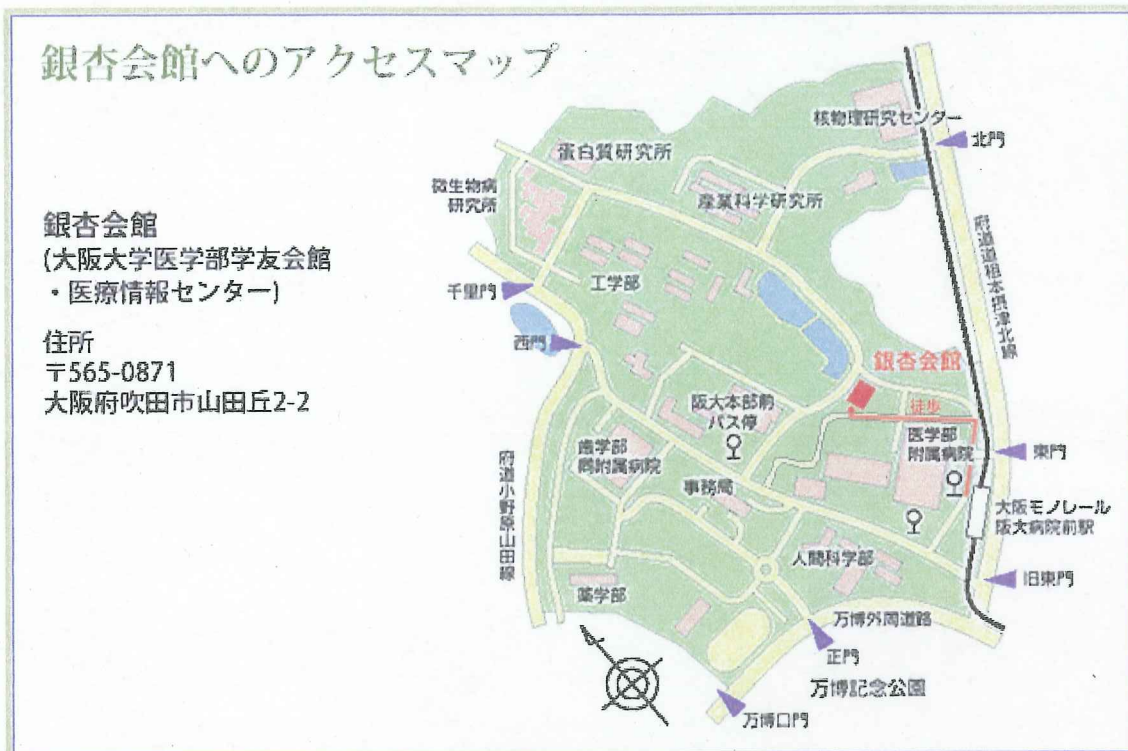 銀杏会館へのアクセスマップ
銀杏会館
(大阪大学医学部学友会館
・医療情報センター)
住所
〒565-0871
大阪府吹田市山田丘2-2
核物理研究センター
北門
蛋白質研究所
微生物病
研究所
産業科学研究所
府道茨木摂津北線
工学部
千里門
西門
銀杏会館
徒歩
阪大本部前
バス停
医学部
附属病院
東門
歯学部
同附属病院
事務局
大阪モノレール
阪大病院前駅
府道小野原山田線
人間科学部
旧東門
薬学部
万博外周道路
正門
万博記念公園
万博口門